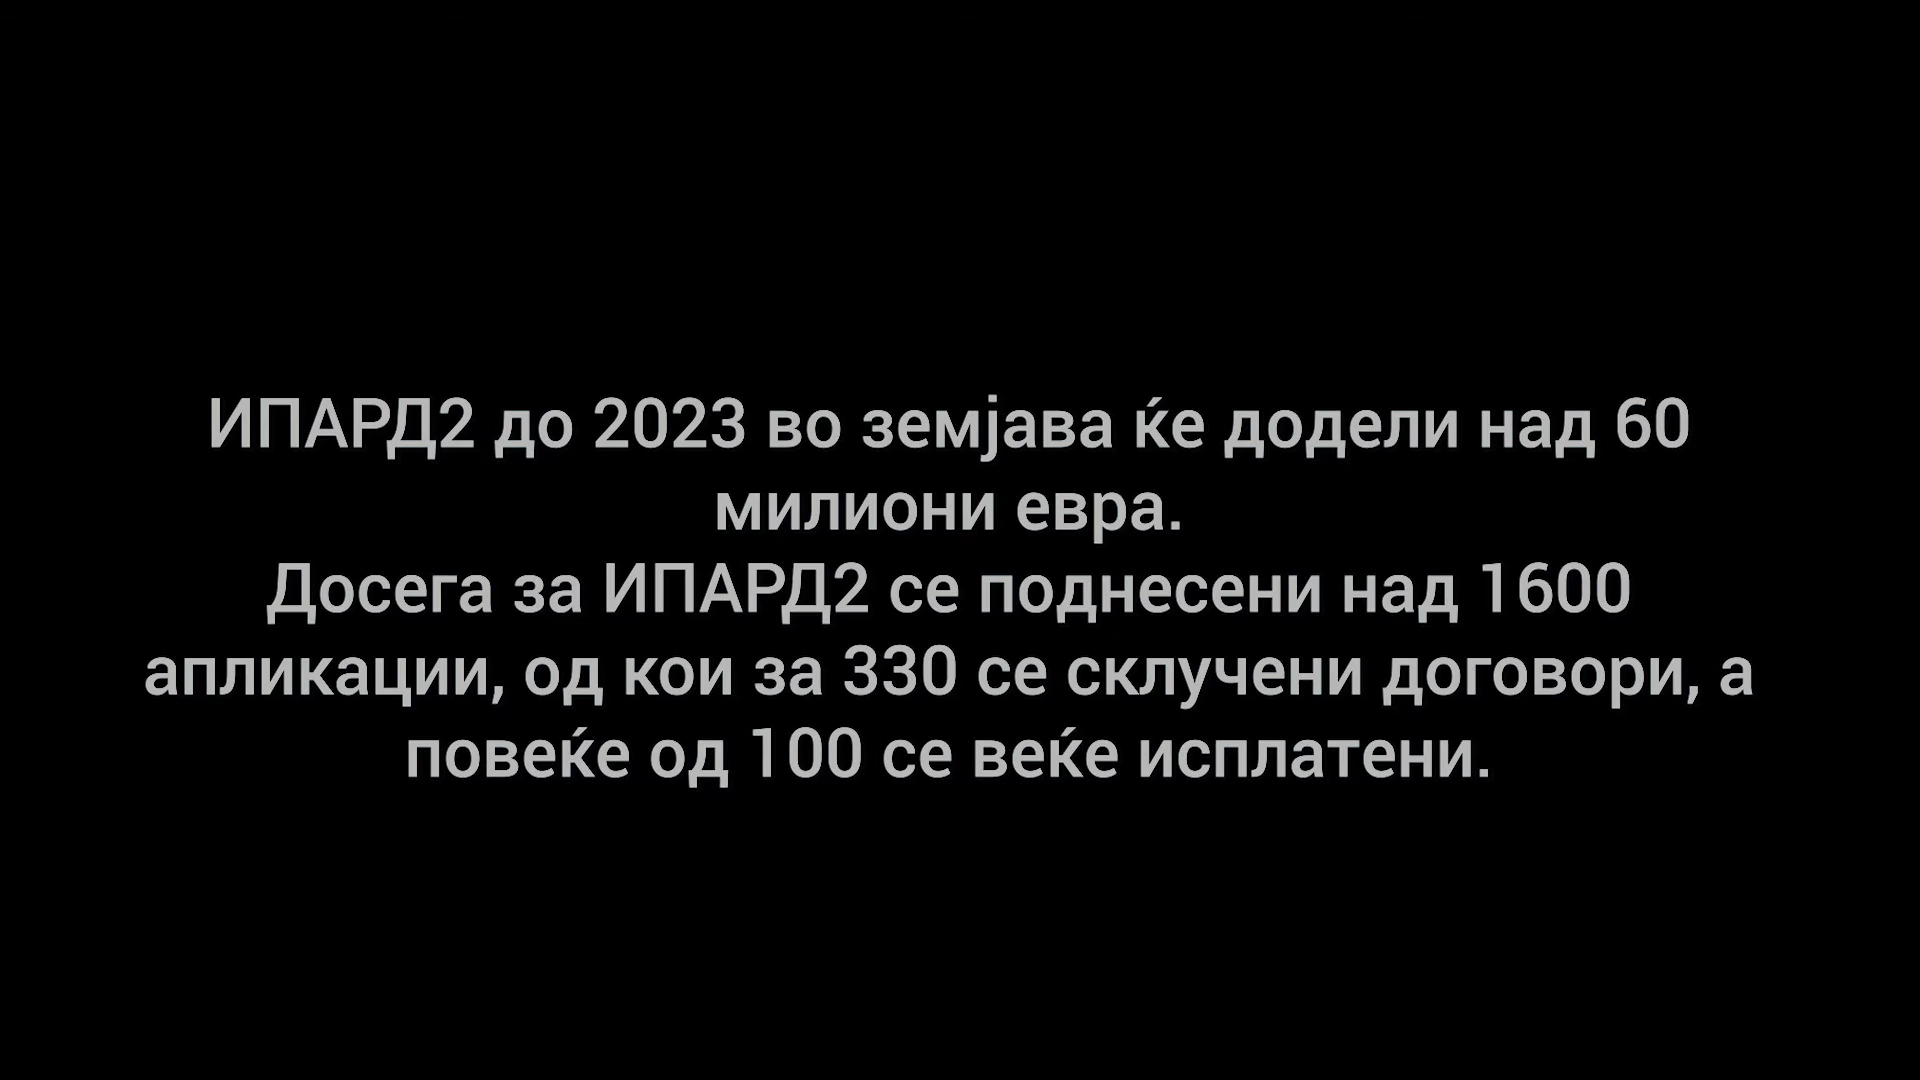 ИПАРД2 до 2023 во земјава ќе додели над 60
милиони евра.
Досега за ИПАРД2 се поднесени над 1600
апликации, од кои за 330 се склучени договори, а
повеќе од 100 се веќе исплатени.